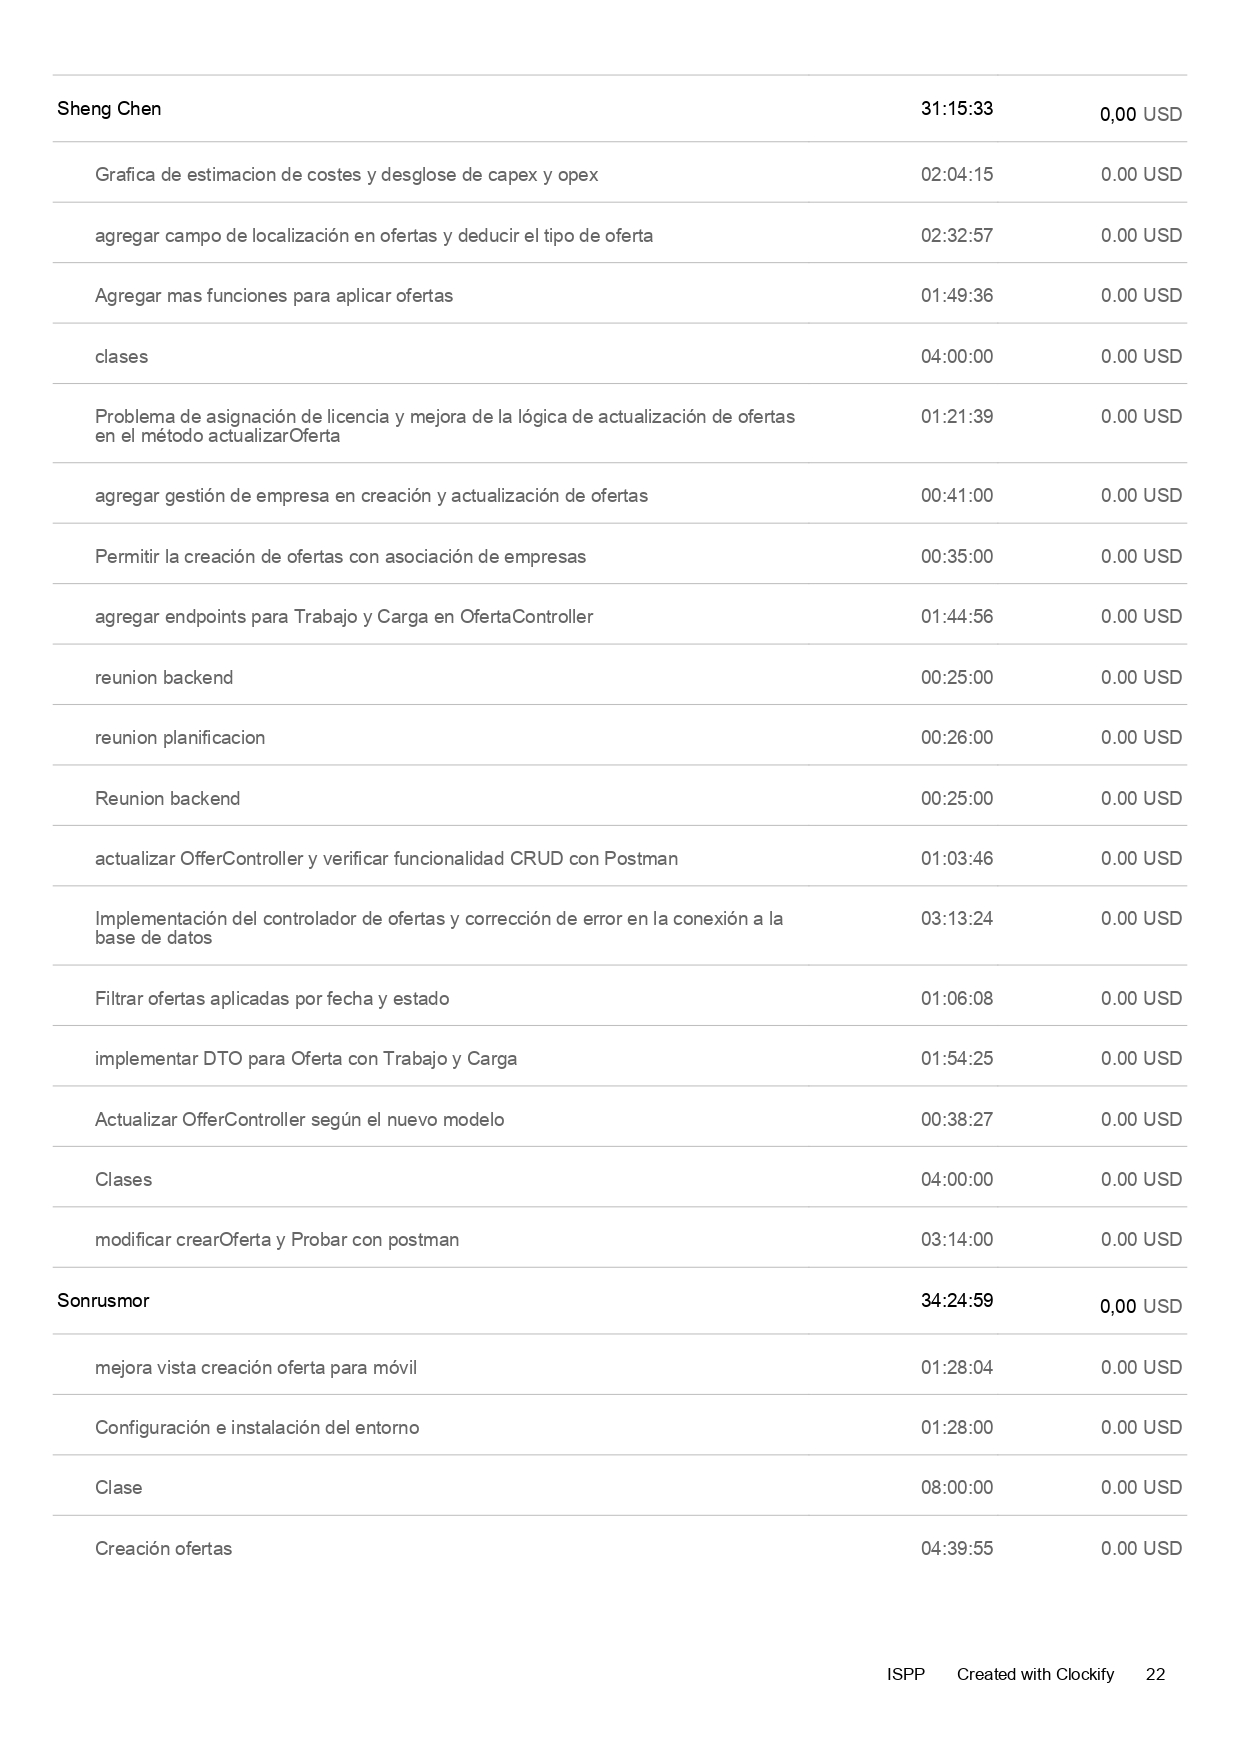 Sheng Chen 31:15:33 0,00 USD
Grafica de estimacion de costes y desglose de capex y opex 02:04:15 0.00 USD
agregar campo de localización en ofertas y deducir el tipo de oferta 02:32:57 0.00 USD
Agregar mas funciones para aplicar ofertas 01:49:36 0.00 USD
clases 04:00:00 0.00 USD
Problema de asignación de licencia y mejora de la lógica de actualización de ofertas 01:21:39 0.00 USD
en el método actualizarOferta
agregar gestión de empresa en creación y actualización de ofertas 00:41:00 0.00 USD
Permitir la creación de ofertas con asociación de empresas 00:35:00 0.00 USD
agregar endpoints para Trabajo y Carga en OfertaController 01:44:56 0.00 USD
reunion backend 00:25:00 0.00 USD
reunion planificacion 00:26:00 0.00 USD
Reunion backend 00:25:00 0.00 USD
actualizar OfferController y verificar funcionalidad CRUD con Postman 01:03:46 0.00 USD
Implementación del controlador de ofertas y corrección de error en la conexión a la 03:13:24 0.00 USD
base de datos
Filtrar ofertas aplicadas por fecha y estado 01:06:08 0.00 USD
implementar DTO para Oferta con Trabajo y Carga 01:54:25 0.00 USD
Actualizar OfferController según el nuevo modelo 00:38:27 0.00 USD
Clases 04:00:00 0.00 USD
modificar crearOferta y Probar con postman 03:14:00 0.00 USD
Sonrusmor 34:24:59 0,00 USD
mejora vista creación oferta para móvil 01:28:04 0.00 USD
Configuración e instalación del entorno 01:28:00 0.00 USD
Clase 08:00:00 0.00 USD
Creación ofertas 04:39:55 0.00 USD
ISPP Created with Clockify 22